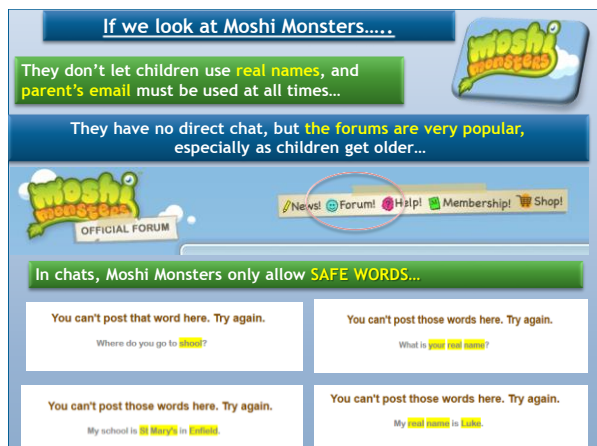 If we look at Moshi Monsters…..
moshi
monsters
They don't let children use real names, and
parent's email must be used at all times…
They have no direct chat, but the forums are very popular,
especially as children get older…
moshi
monsters
OFFICIAL FORUM
News! Forum! Help! Membership! Shop!
In chats, Moshi Monsters only allow SAFE WORDS…
You can't post that word here. Try again.
Where do you go to shool?
You can't post those words here. Try again.
What is your real name?
You can't post those words here. Try again.
My school is St Mary's in Enfield.
You can't post those words here. Try again.
My real name is Luke.